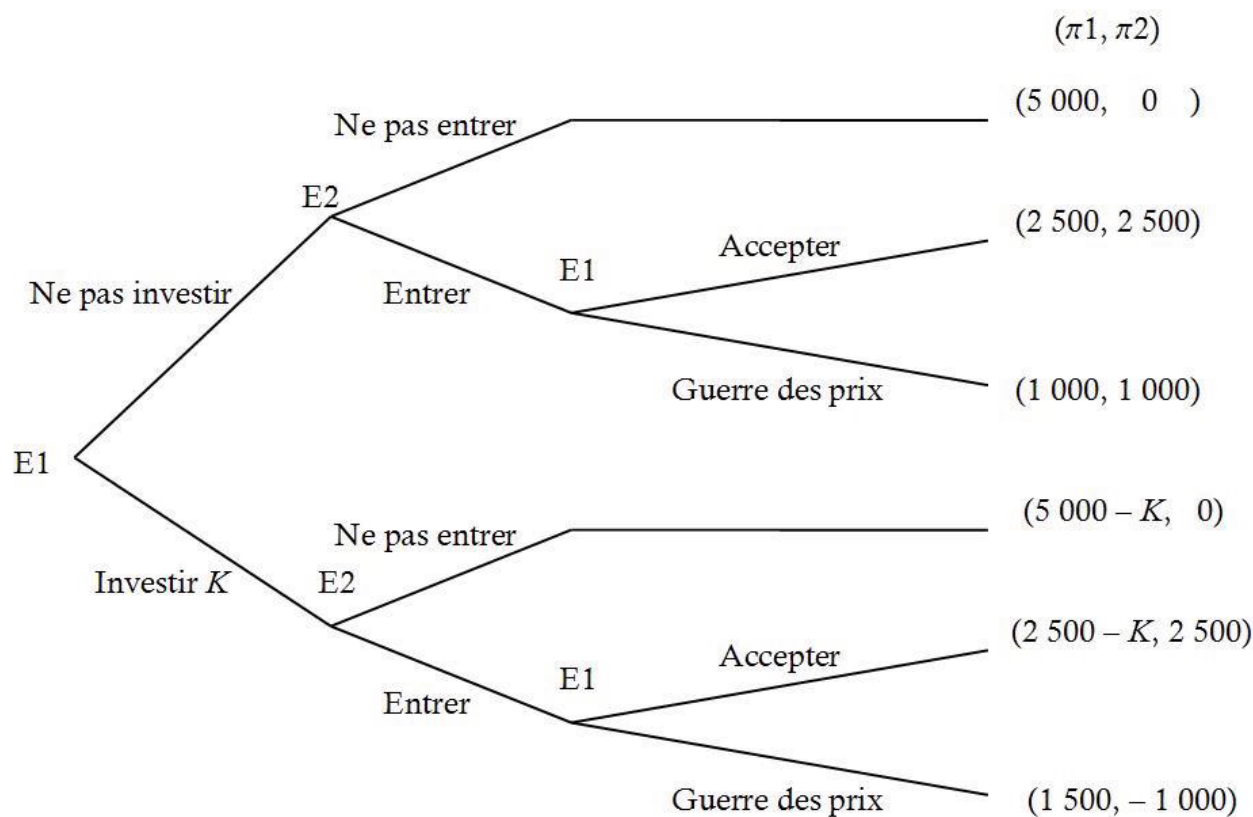 (π1, π2)
(5 000, 0 )
Ne pas entrer
E2
(2 500, 2 500)
Accepter
E1
Ne pas investir
Entrer
Guerre des prix
(1 000, 1 000)
E1
(5 000 – K, 0)
Ne pas entrer
Investir K
E2
(2 500 – K, 2 500)
Accepter
E1
Entrer
Guerre des prix
(1 500, – 1 000)